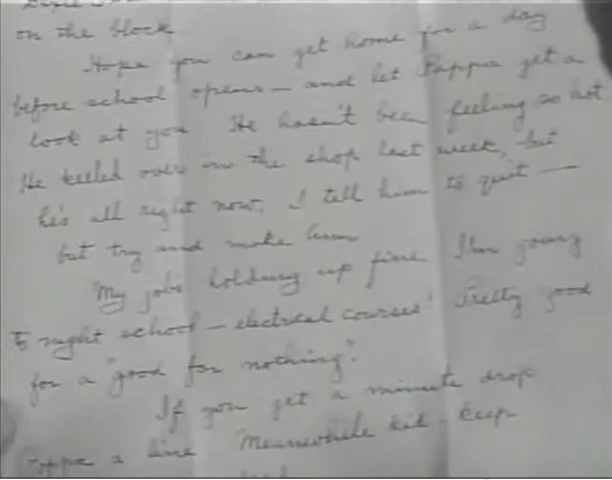 on the block
Hope you can get home for a day
before school opens — and let Pappa get a
look at you He hasn't been feeling so hot
He keeled over in the shop last week, but
he's all right now. I tell him to quit —
but try and make him
My job's holding up fine I'm going
to night school — electrical courses! Pretty good
for a "good for nothing".
If you get a minute drop
Poppa a line Meanwhile kid - keep